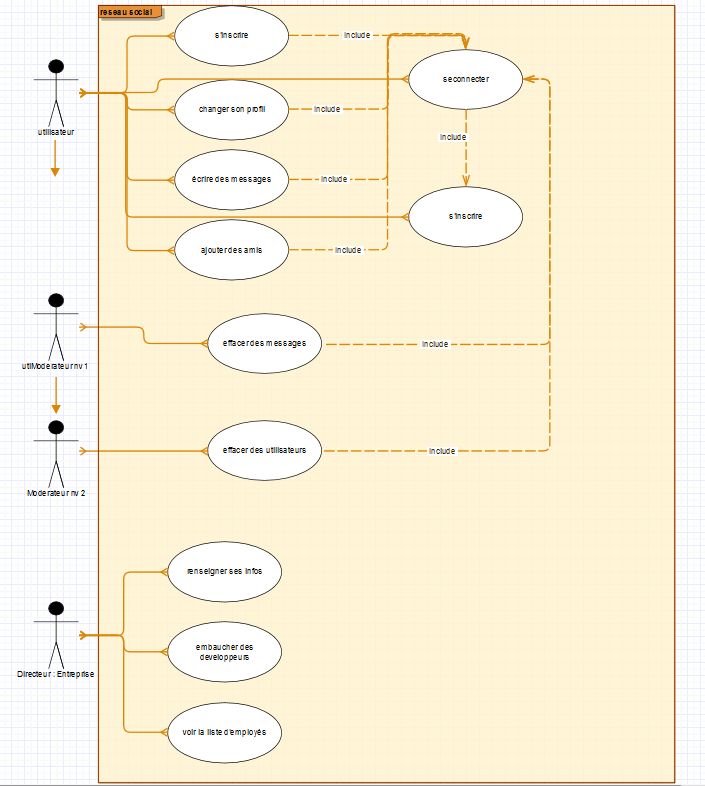 reseau social
s'inscrire
include
seconnecter
changer son profil
include
utilisateur
include
écrire des messages
include
s'inscrire
ajouter des amis
include
effacer des messages
include
utiModerateur nv 1
effacer des utilisateurs
include
Moderateur nv 2
renseigner ses infos
embaucher des
developpeurs
Directeur : Entreprise
voir la liste d'employés